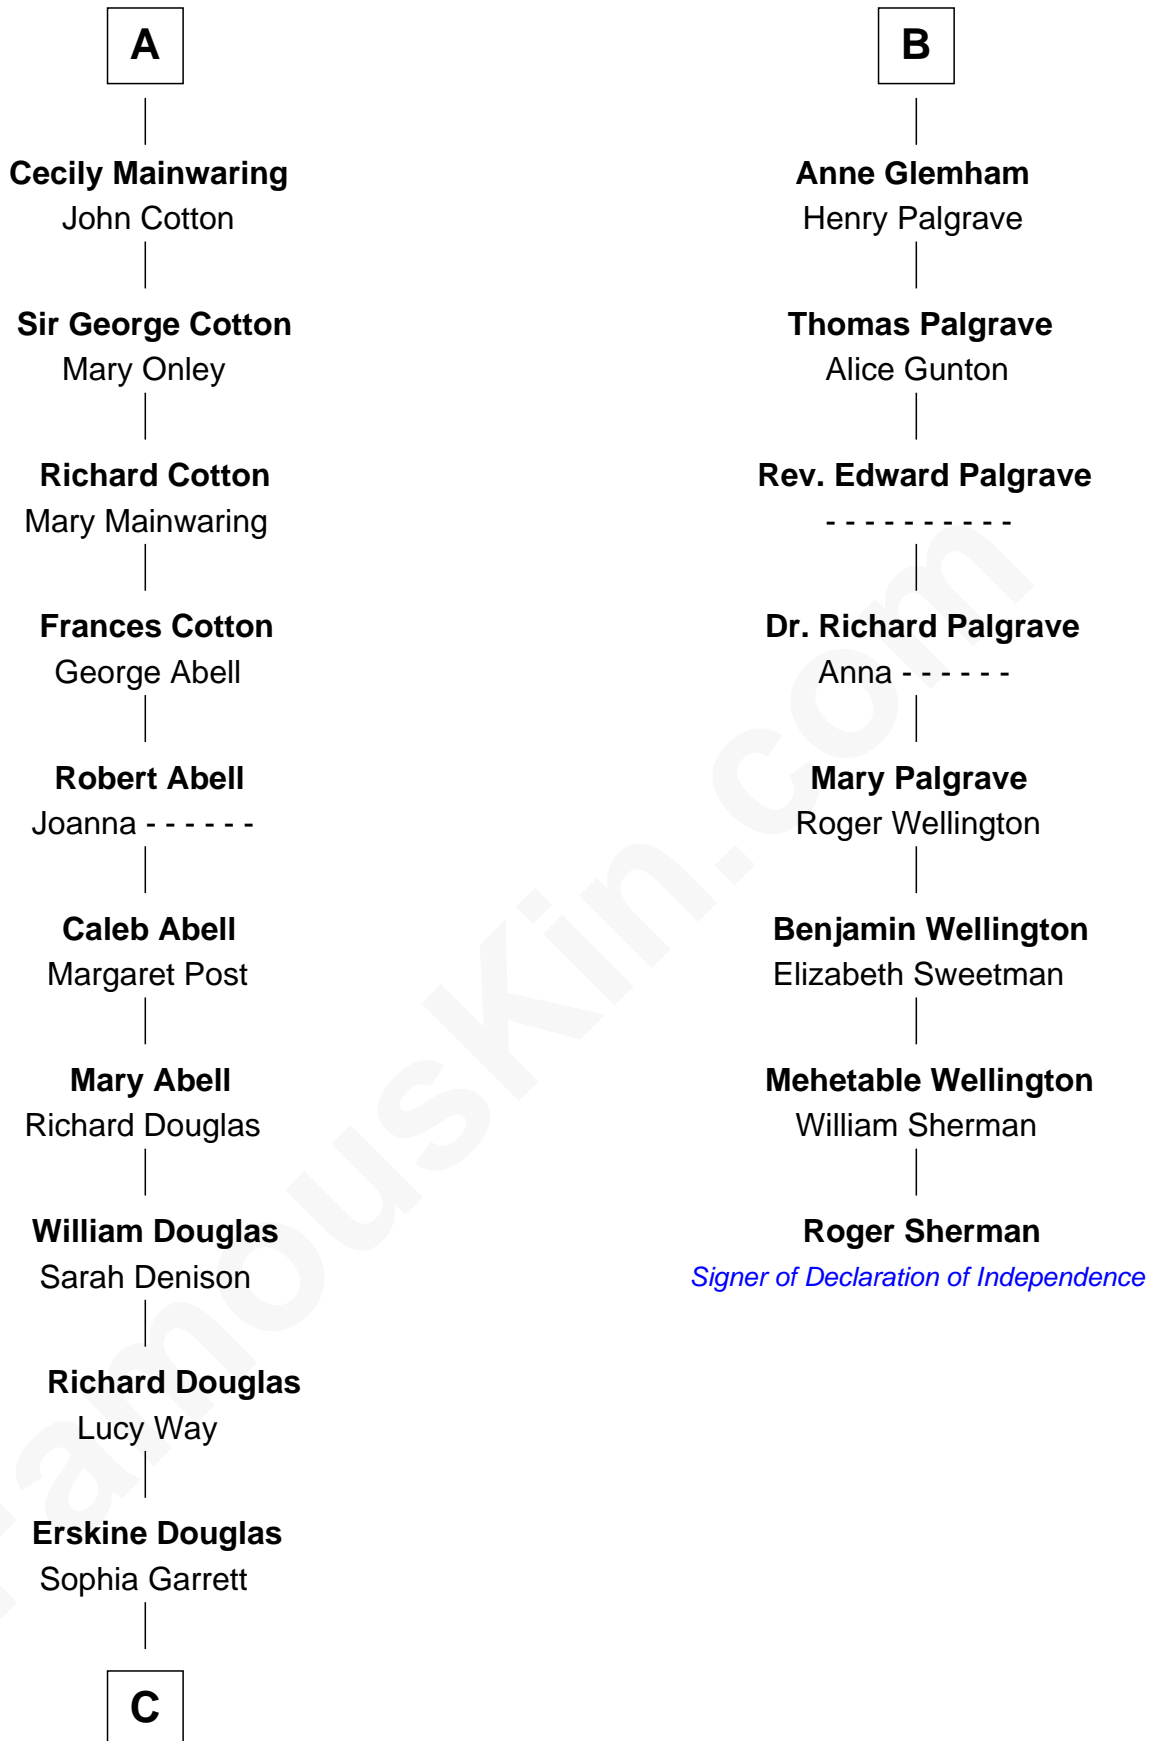 A
Cecily Mainwaring
John Cotton
Sir George Cotton
Mary Onley
Richard Cotton
Mary Mainwaring
Frances Cotton
George Abell
Robert Abell
Joanna - - - - - -
Caleb Abell
Margaret Post
Mary Abell
Richard Douglas
William Douglas
Sarah Denison
Richard Douglas
Lucy Way
Erskine Douglas
Sophia Garrett
C
B
Anne Glemham
Henry Palgrave
Thomas Palgrave
Alice Gunton
Rev. Edward Palgrave
- - - - - - - - - -
Dr. Richard Palgrave
Anna - - - - - -
Mary Palgrave
Roger Wellington
Benjamin Wellington
Elizabeth Sweetman
Mehetable Wellington
William Sherman
Roger Sherman
Signer of Declaration of Independence
FamousKin.com